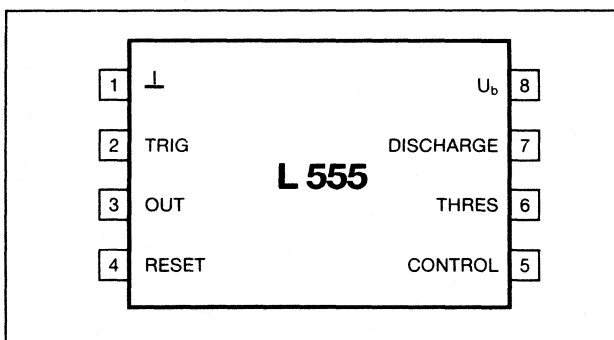 1 ⊥ U_b 8
2 TRIG DISCHARGE 7
L 555
3 OUT THRES 6
4 RESET CONTROL 5